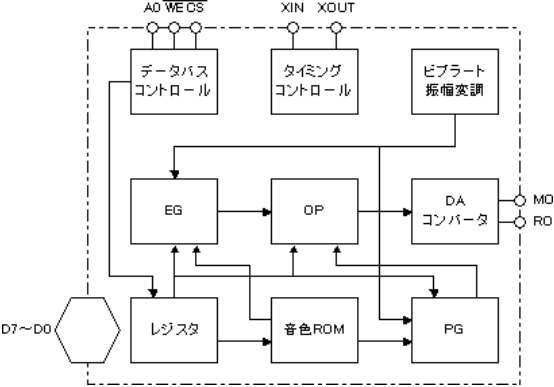 A0 WE CS XIN XOUT
データバス
コントロール
タイミング
コントロール
ビブラート
振幅変調
EG
OP
DA
コンバータ
MO
RO
D7～D0
レジスタ
音色ROM
PG